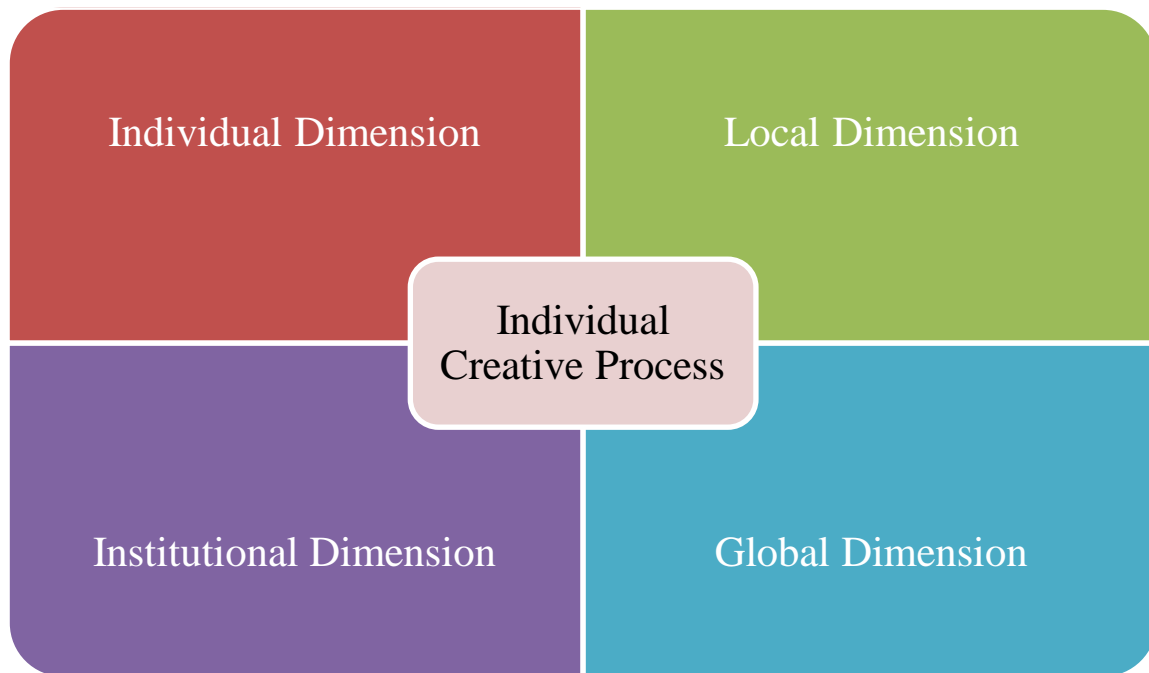 Individual Dimension
Local Dimension
Individual
Creative Process
Institutional Dimension
Global Dimension